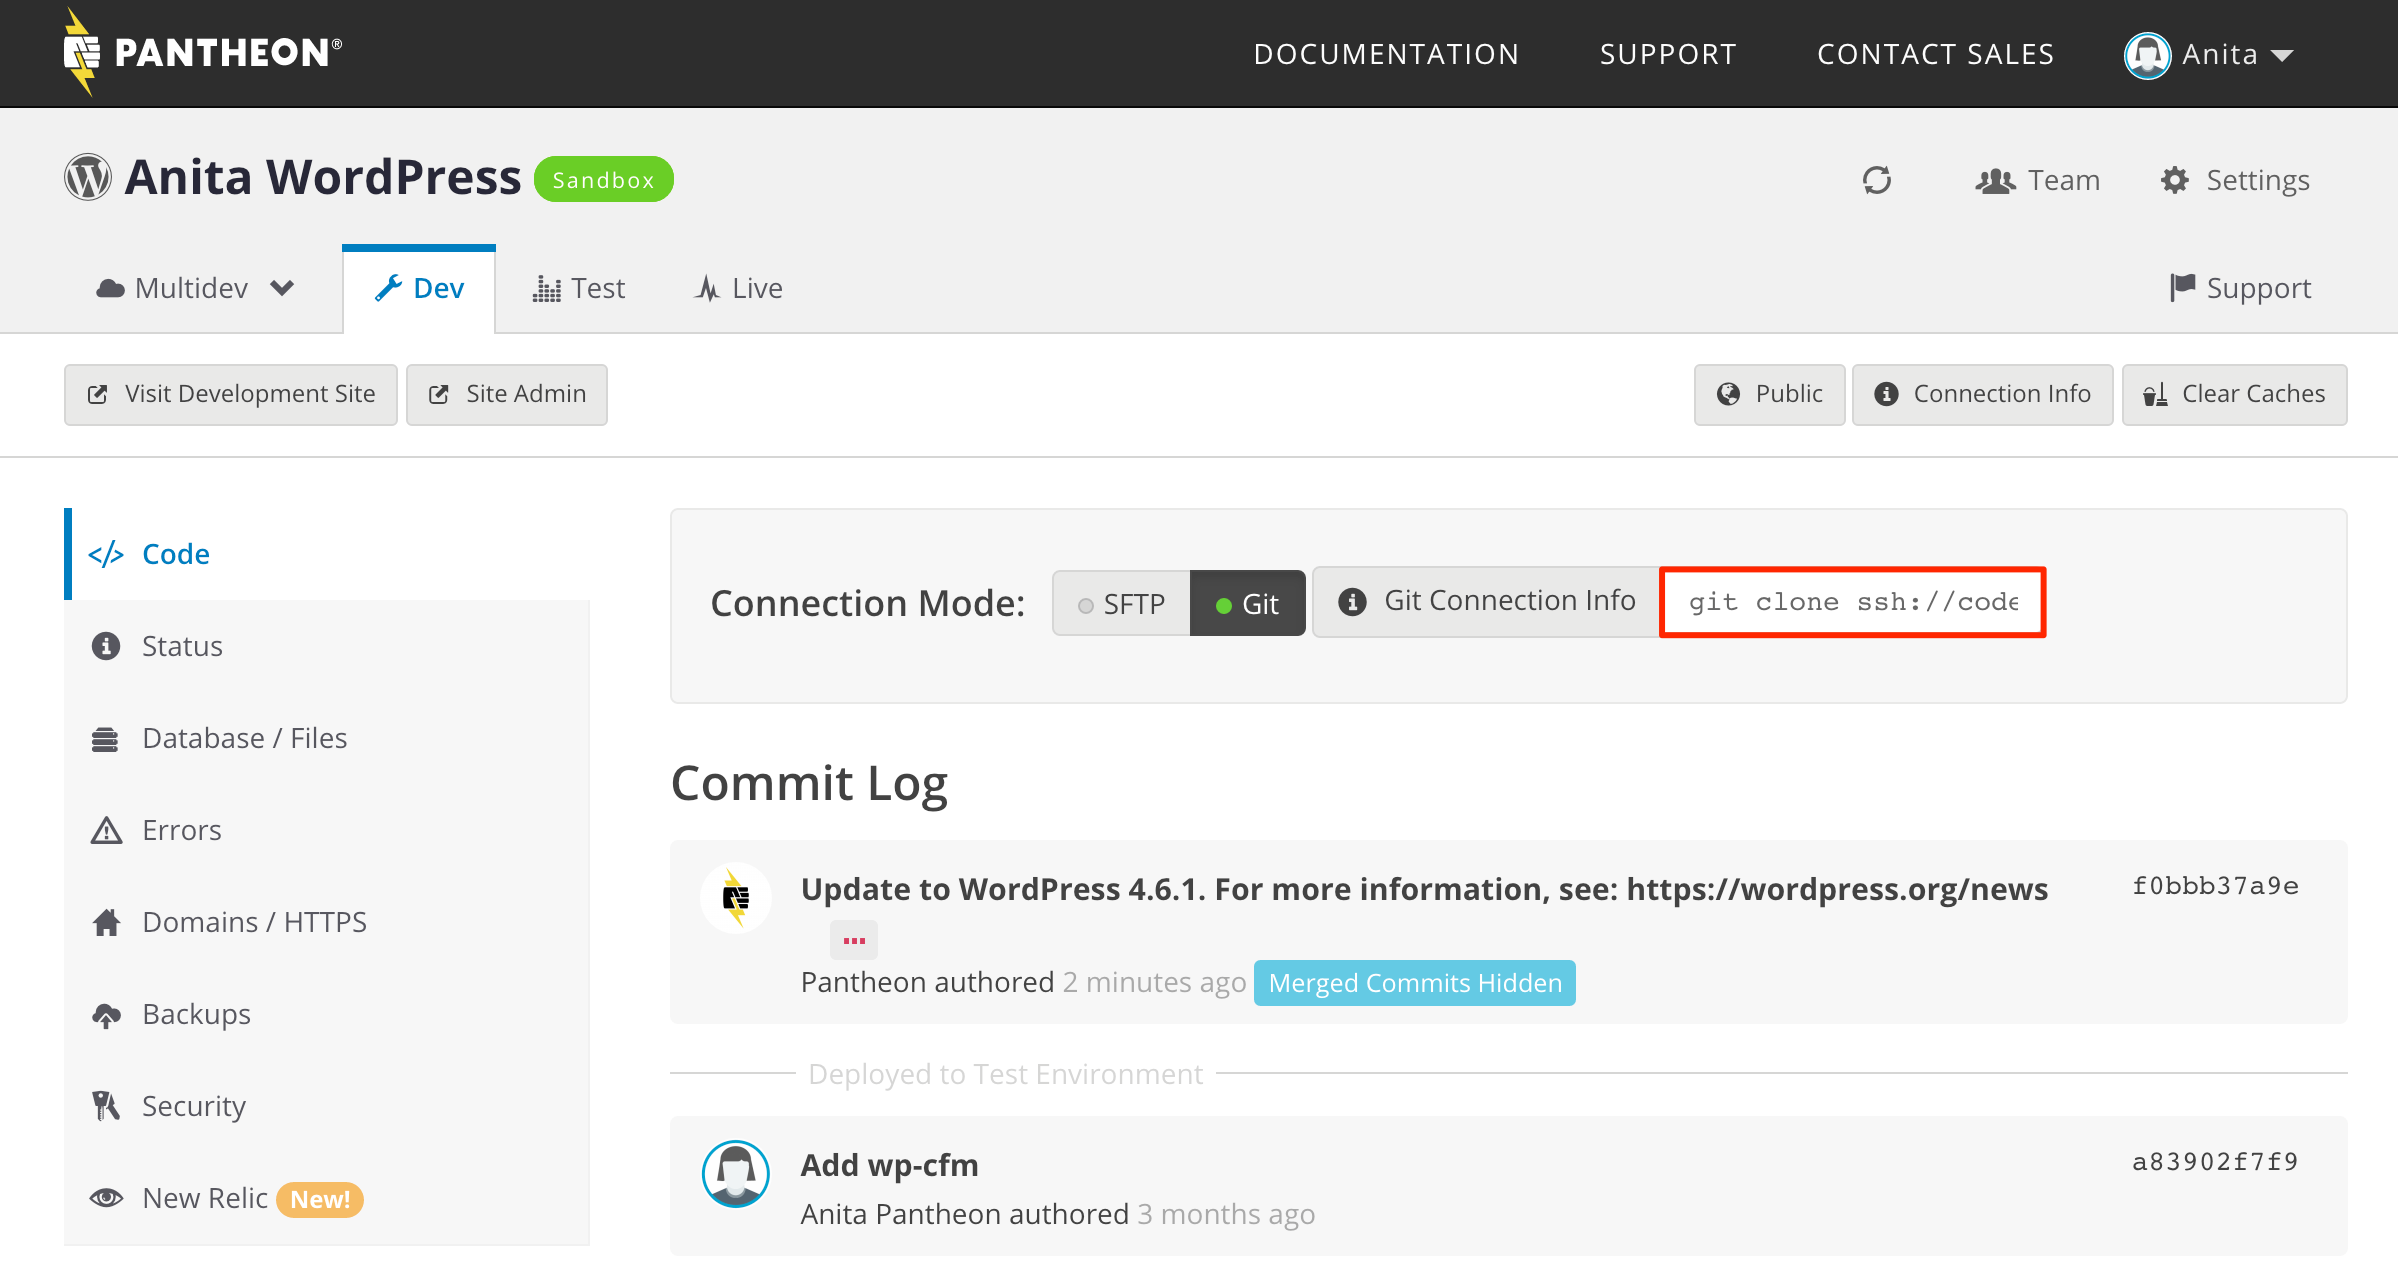 PANTHEON®
DOCUMENTATION
SUPPORT
CONTACT SALES
Anita
Anita WordPress
Sandbox
Team
Settings
Multidev
Dev
Test
Live
Support
Visit Development Site
Site Admin
Public
Connection Info
Clear Caches
</> Code
Status
Database / Files
Errors
Domains / HTTPS
Backups
Security
New Relic New!
Connection Mode:
SFTP
Git
Git Connection Info
git clone ssh://code
Commit Log
Update to WordPress 4.6.1. For more information, see: https://wordpress.org/news
f0bbb37a9e
...
Pantheon authored 2 minutes ago Merged Commits Hidden
Deployed to Test Environment
Add wp-cfm
a83902f7f9
Anita Pantheon authored 3 months ago